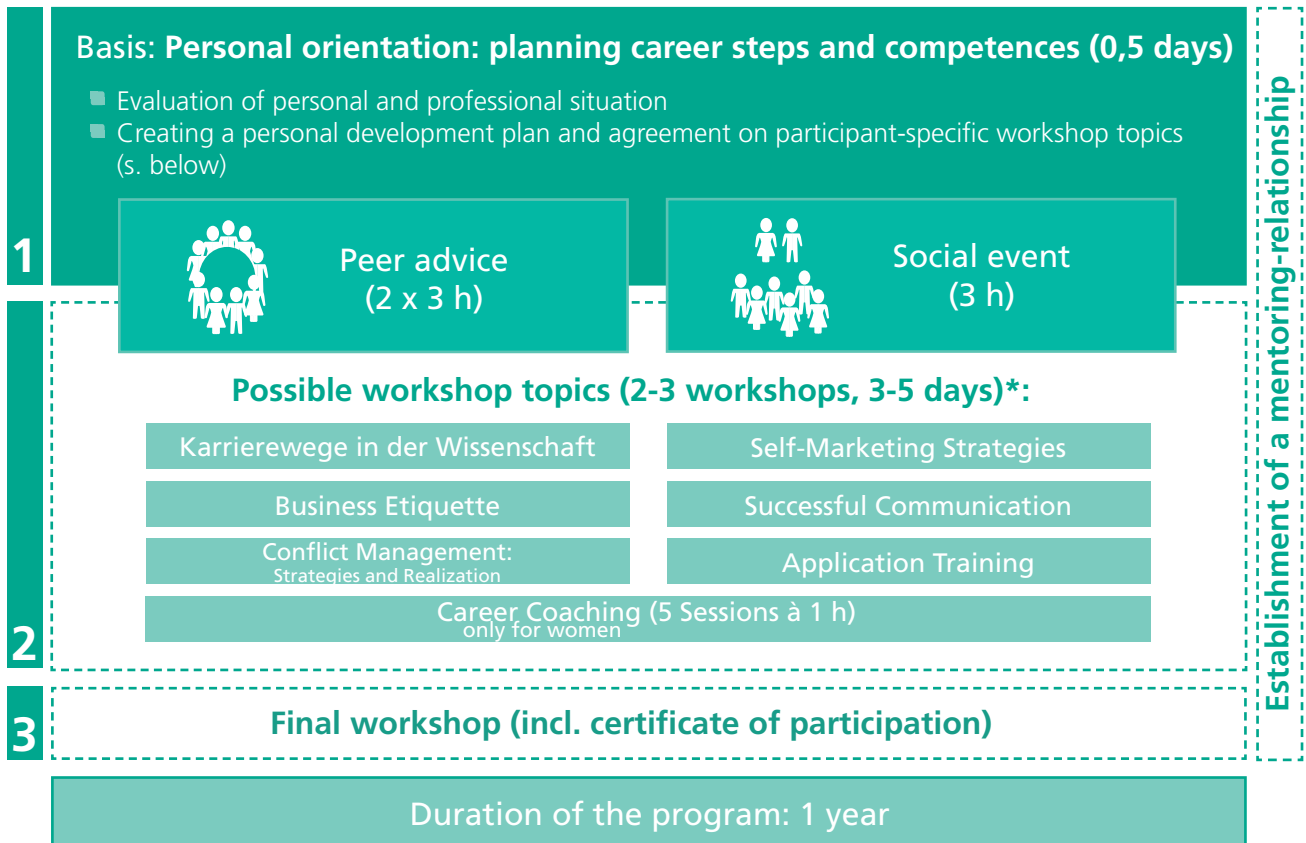 1
Basis: Personal orientation: planning career steps and competences (0,5 days)
Evaluation of personal and professional situation
Creating a personal development plan and agreement on participant-specific workshop topics
(s. below)
Peer advice
(2 x 3 h)
Social event
(3 h)
2
Possible workshop topics (2-3 workshops, 3-5 days)*:
Karrierewege in der Wissenschaft
Self-Marketing Strategies
Business Etiquette
Successful Communication
Conflict Management:
Strategies and Realization
Application Training
Career Coaching (5 Sessions à 1 h)
only for women
3
Final workshop (incl. certificate of participation)
Establishment of a mentoring-relationship
Duration of the program: 1 year